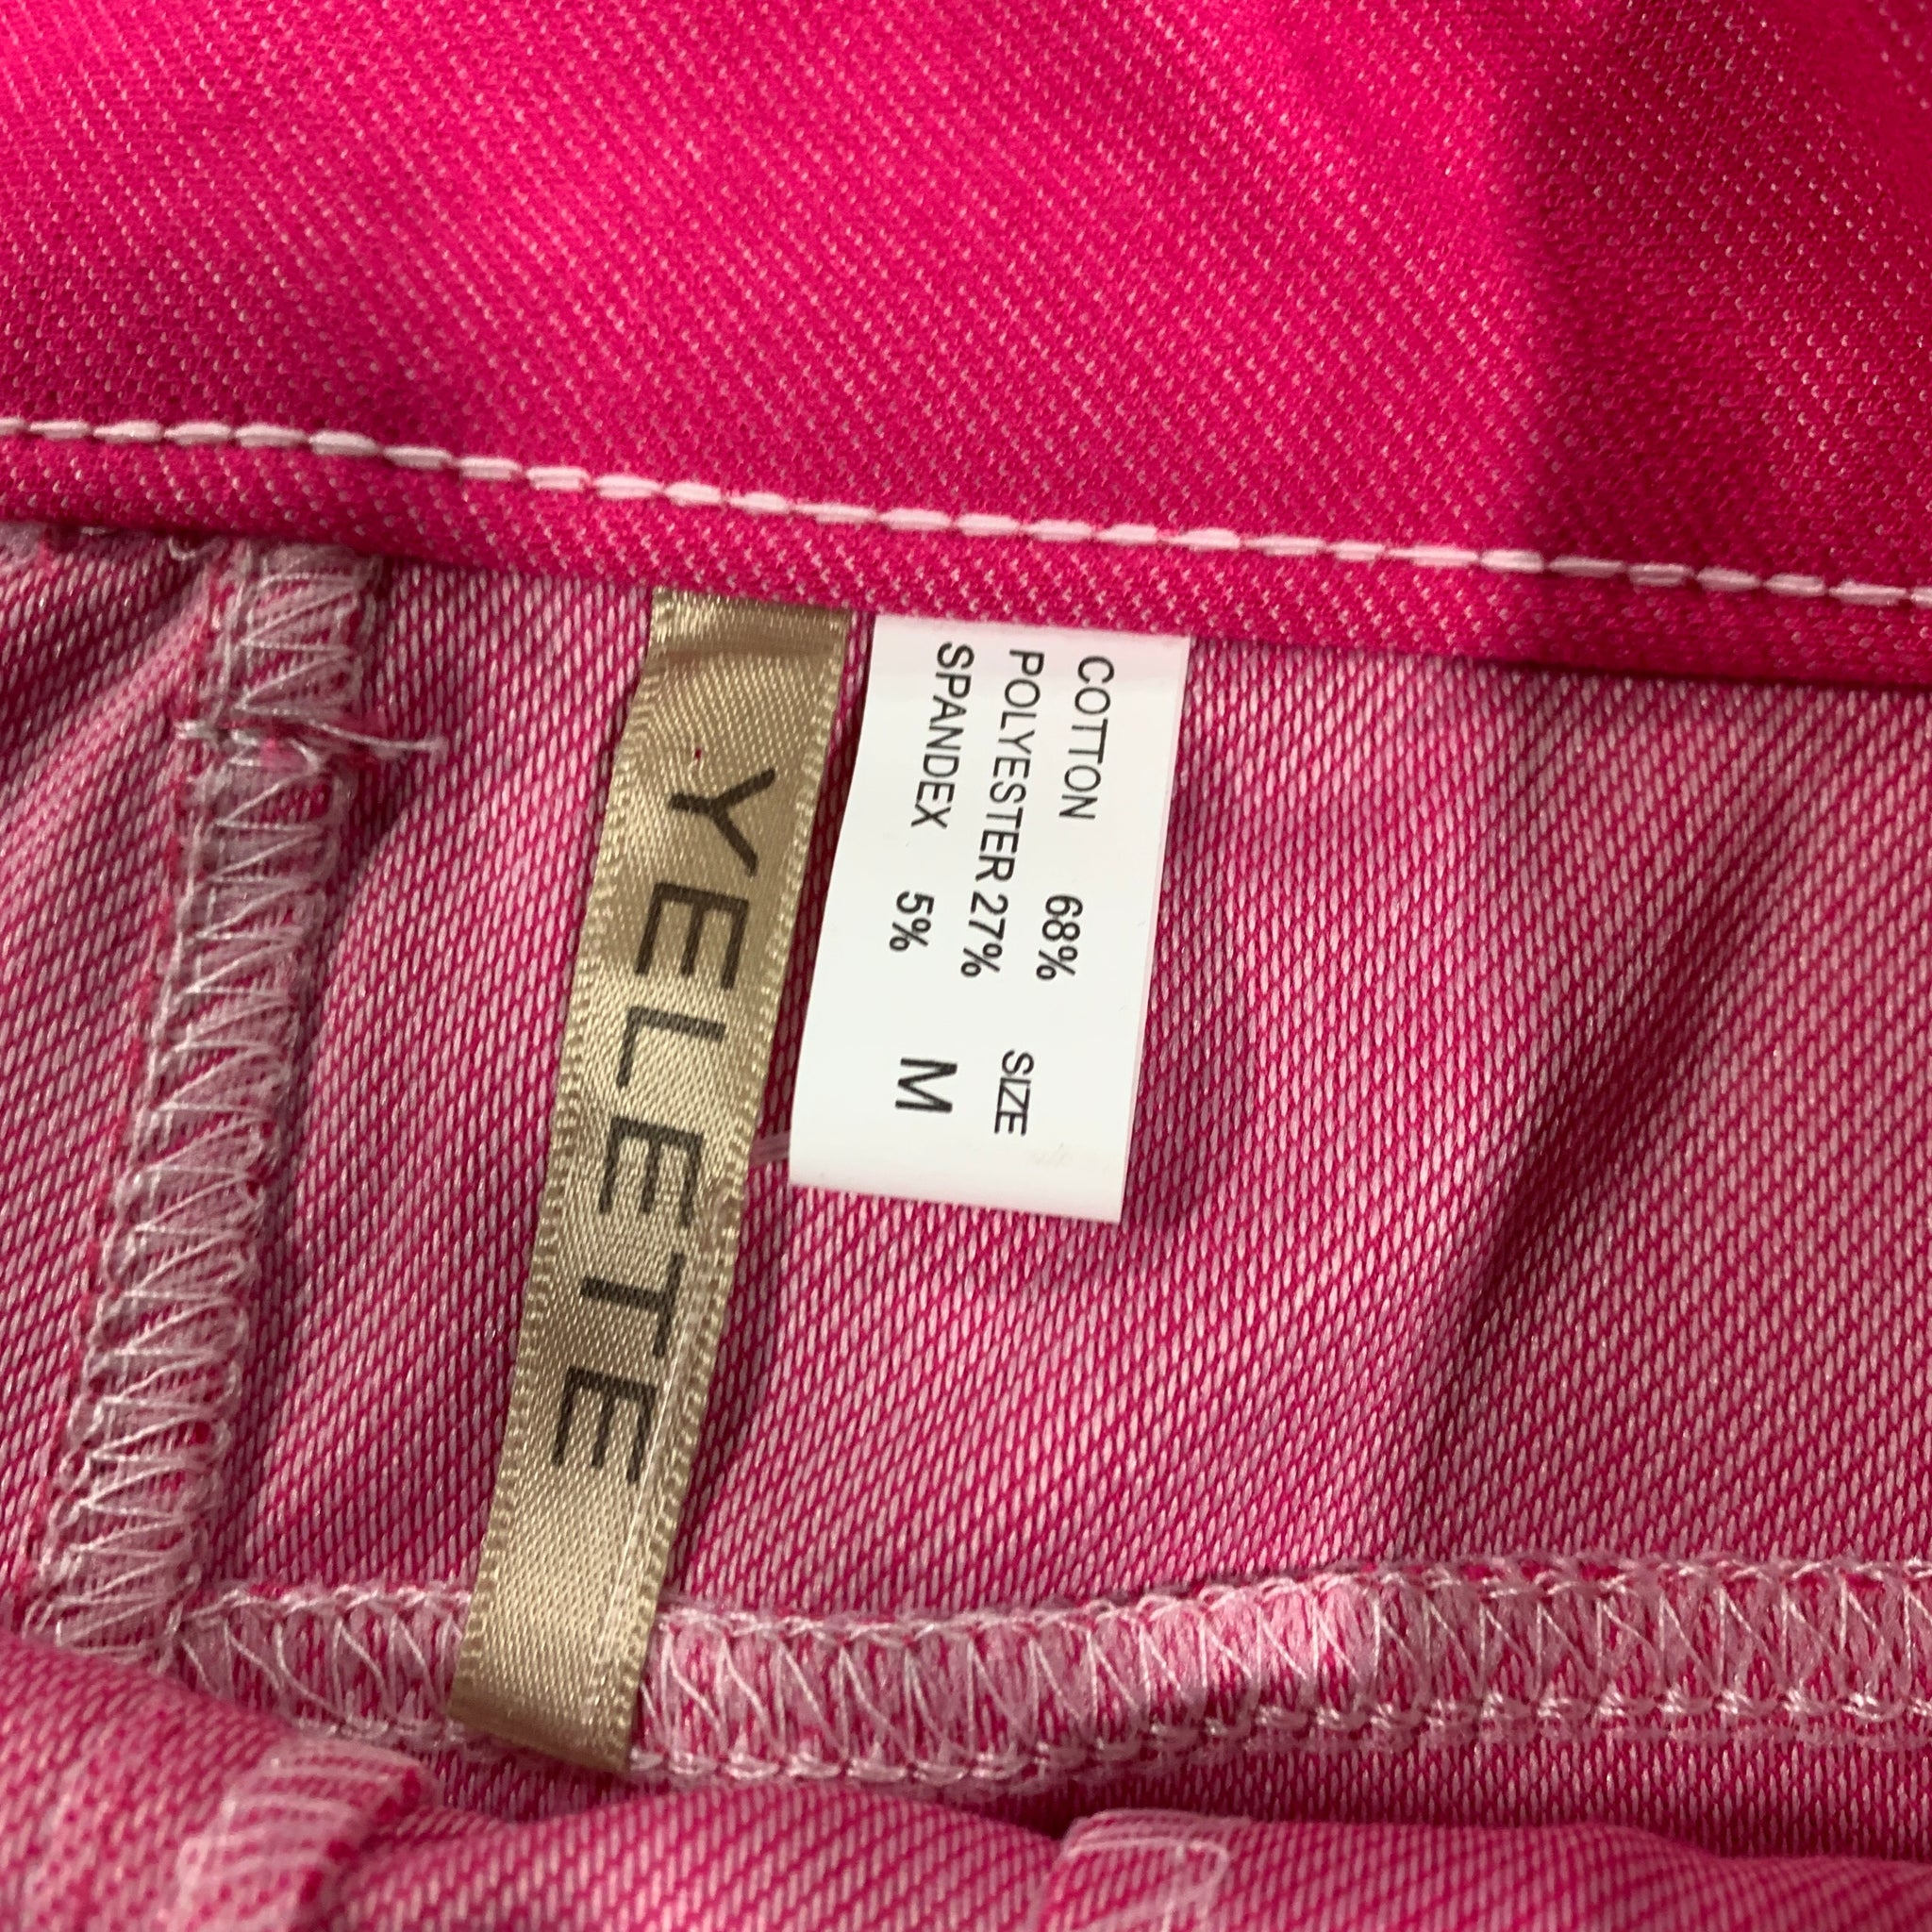 COTTON 68%
POLYESTER 27%
SPANDEX 5%
SIZE
M
YELETE